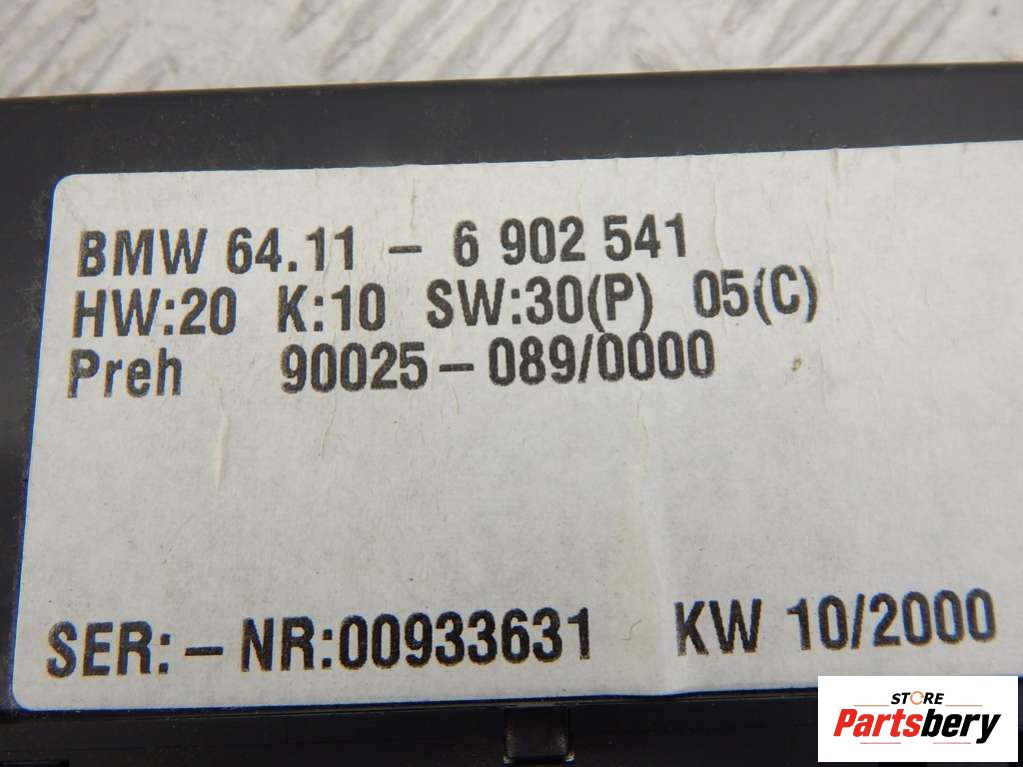 BMW 64.11 - 6 902 541
HW:20 K:10 SW:30(P) 05(C)
Preh 90025-089/0000
SER:-NR:00933631 KW 10/2000
STORE
Partsbery